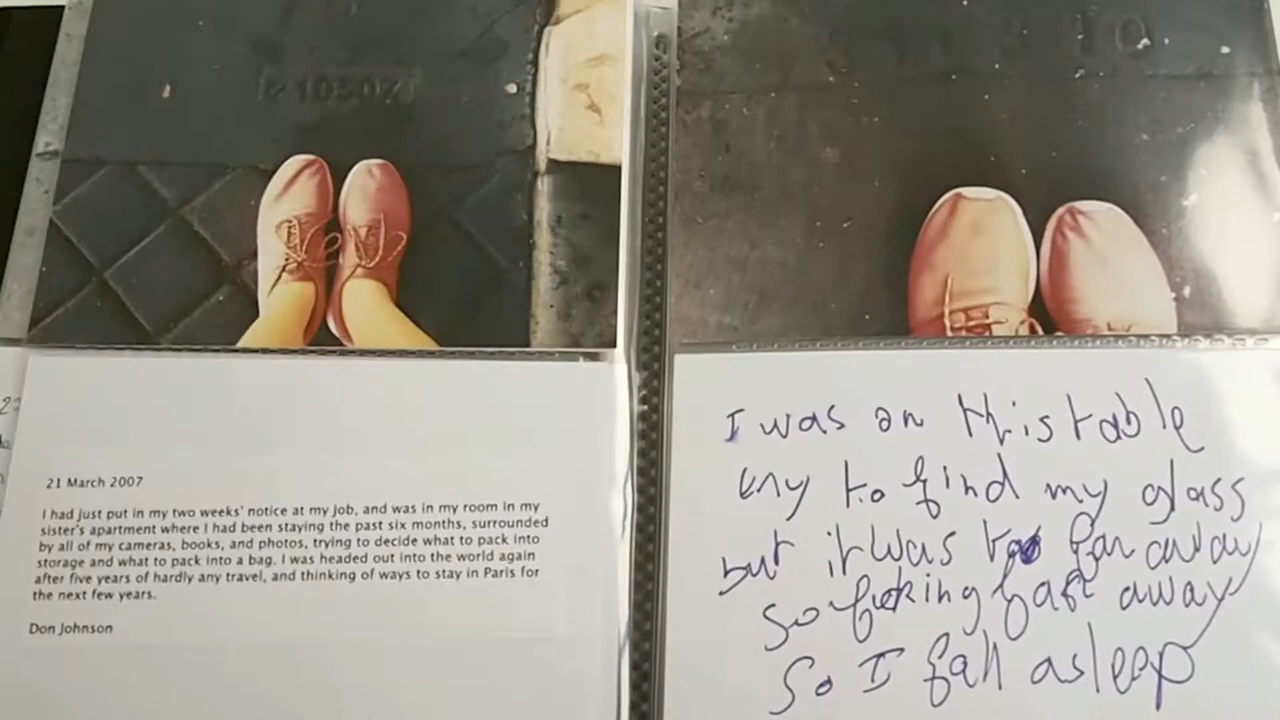 210307
10
21 March 2007
I had just put in my two weeks' notice at my job, and was in my room in my
sister's apartment where I had been staying the past six months, surrounded
by all of my cameras, books, and photos, trying to decide what to pack into
storage and what to pack into a bag. I was headed out into the world again
after five years of hardly any travel, and thinking of ways to stay in Paris for
the next few years.
Don Johnson
I was on this table
try to find my glass
but it was too far away
so fucking far away
So I fall asleep